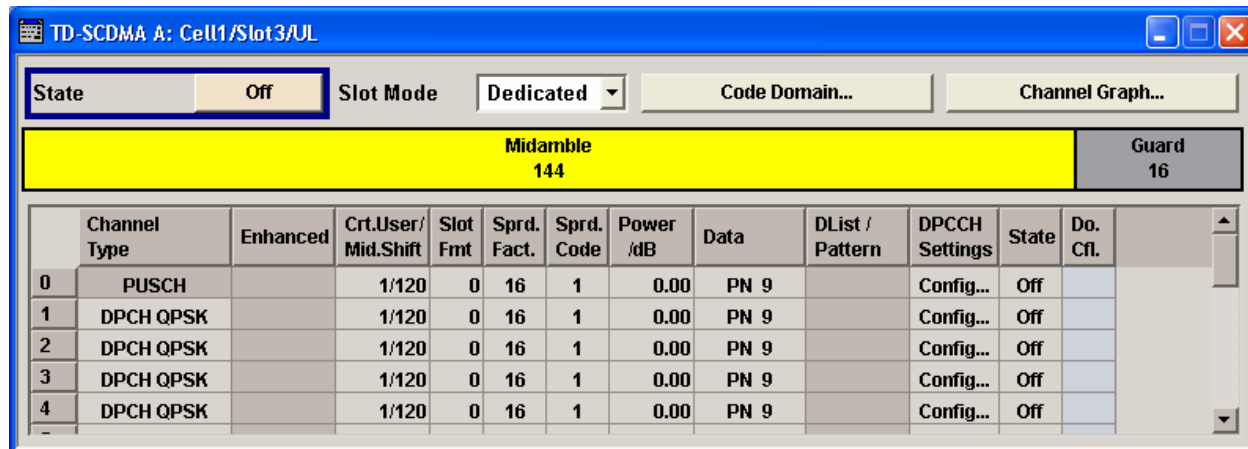 TD-SCDMA A: Cell1/Slot3/UL
State Off Slot Mode Dedicated Code Domain... Channel Graph...
Midamble Guard
144 16
Channel Type Enhanced Crt.User/ Mid.Shift Slot Fmt Sprd. Fact. Sprd. Code Power /dB Data DList / Pattern DPCCH Settings State Do. Cfl.
0 PUSCH 1/120 0 16 1 0.00 PN 9 Config... Off
1 DPCH QPSK 1/120 0 16 1 0.00 PN 9 Config... Off
2 DPCH QPSK 1/120 0 16 1 0.00 PN 9 Config... Off
3 DPCH QPSK 1/120 0 16 1 0.00 PN 9 Config... Off
4 DPCH QPSK 1/120 0 16 1 0.00 PN 9 Config... Off